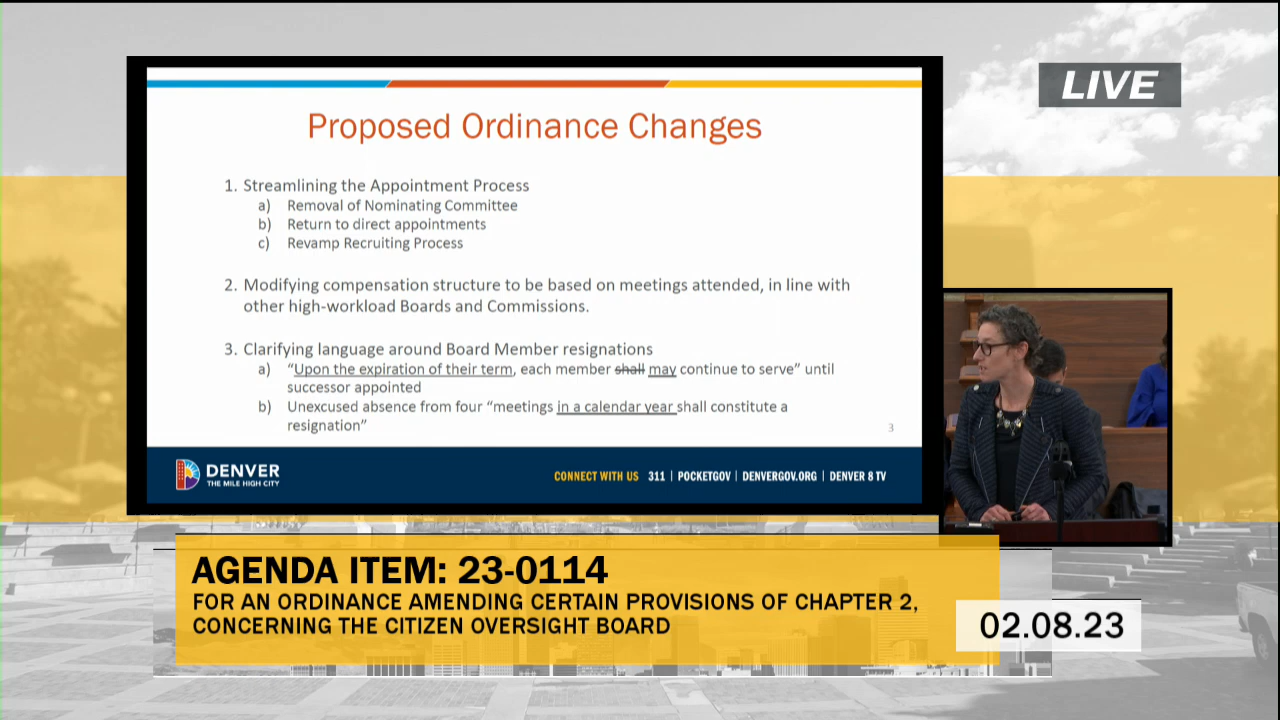 LIVE
Proposed Ordinance Changes
1. Streamlining the Appointment Process
a) Removal of Nominating Committee
b) Return to direct appointments
c) Revamp Recruiting Process
2. Modifying compensation structure to be based on meetings attended, in line with
other high-workload Boards and Commissions.
3. Clarifying language around Board Member resignations
a) “Upon the expiration of their term, each member shall may continue to serve” until
successor appointed
b) Unexcused absence from four “meetings in a calendar year shall constitute a
resignation”
3
DENVER
THE MILE HIGH CITY
CONNECT WITH US 311 | POCKETGOV | DENVERGOV.ORG | DENVER 8 TV
AGENDA ITEM: 23-0114
FOR AN ORDINANCE AMENDING CERTAIN PROVISIONS OF CHAPTER 2,
CONCERNING THE CITIZEN OVERSIGHT BOARD
02.08.23